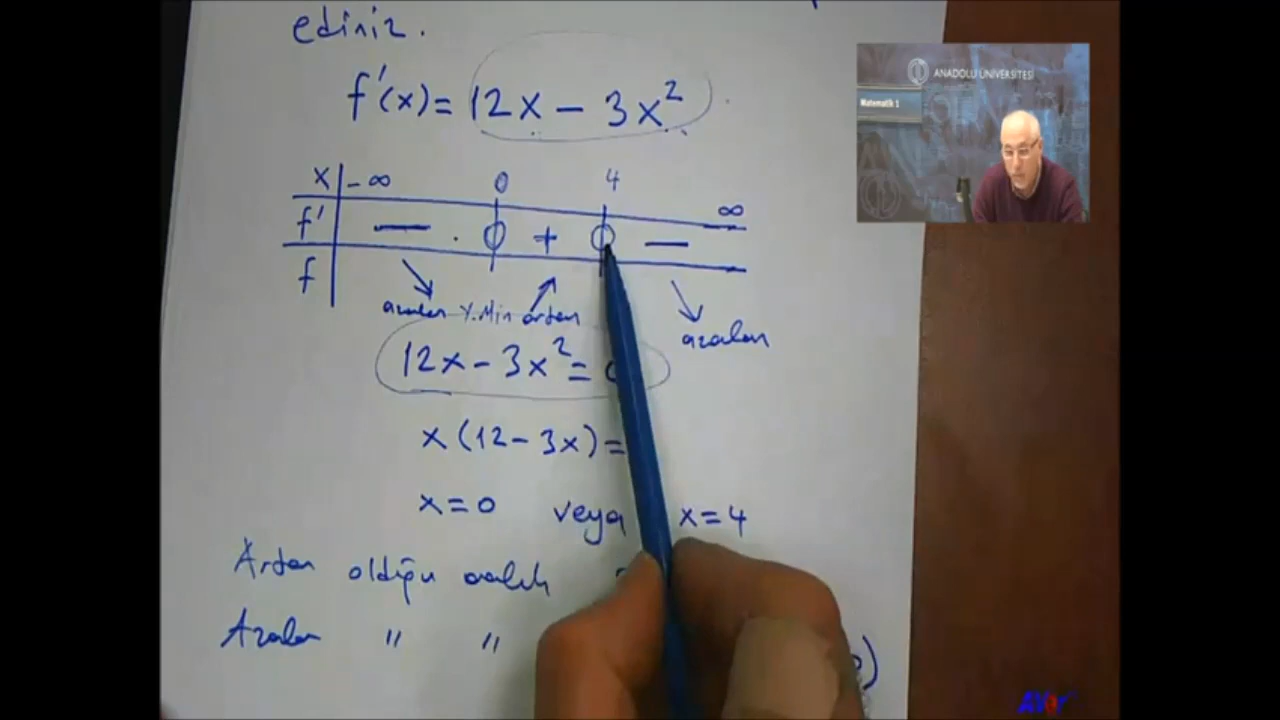 ediniz.
f'(x) = 12x - 3x²
x -∞ 0 4 ∞
f' - 0 + 0 -
f
azalan Y.Min artan azalan
12x - 3x² =
x(12 - 3x) =
x = 0 veya x = 4
Artan olduğu aralık
Azalan " "
)
ANADOLU ÜNİVERSİTESİ
Matematik 1
AVer